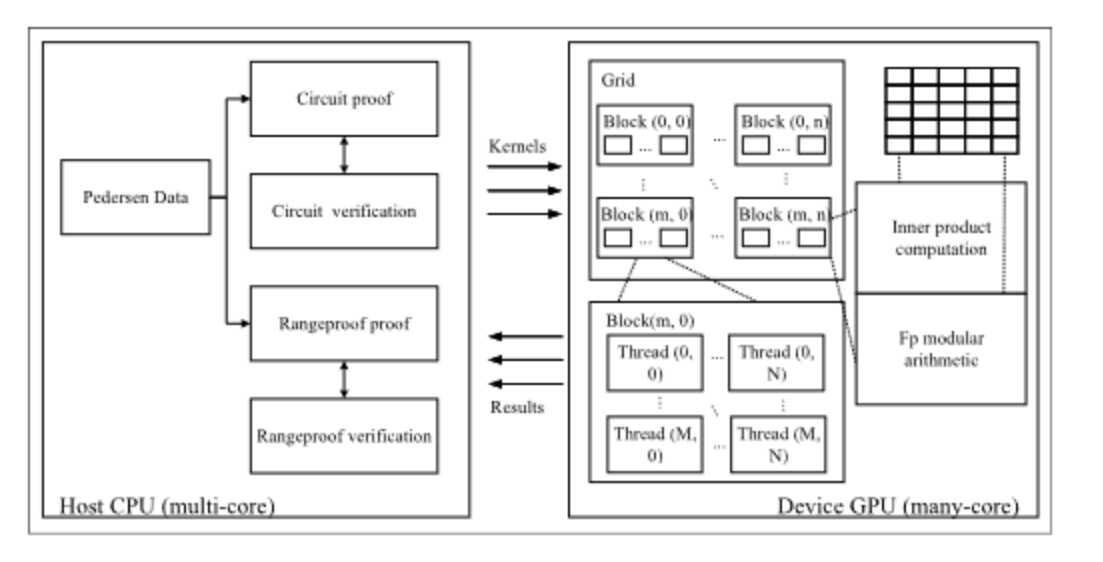 Circuit proof
Pedersen Data
Circuit verification
Rangeproof proof
Rangeproof verification
Host CPU (multi-core)
Kernels
Results
Grid
Block (0, 0)
...
...
Block (0, n)
...
Block (m, 0)
...
...
Block (m, n)
...
Inner product
computation
Fp modular
arithmetic
Block(m, 0)
Thread (0,
0)
...
Thread (0,
N)
Thread (M,
0)
...
Thread (M,
N)
Device GPU (many-core)